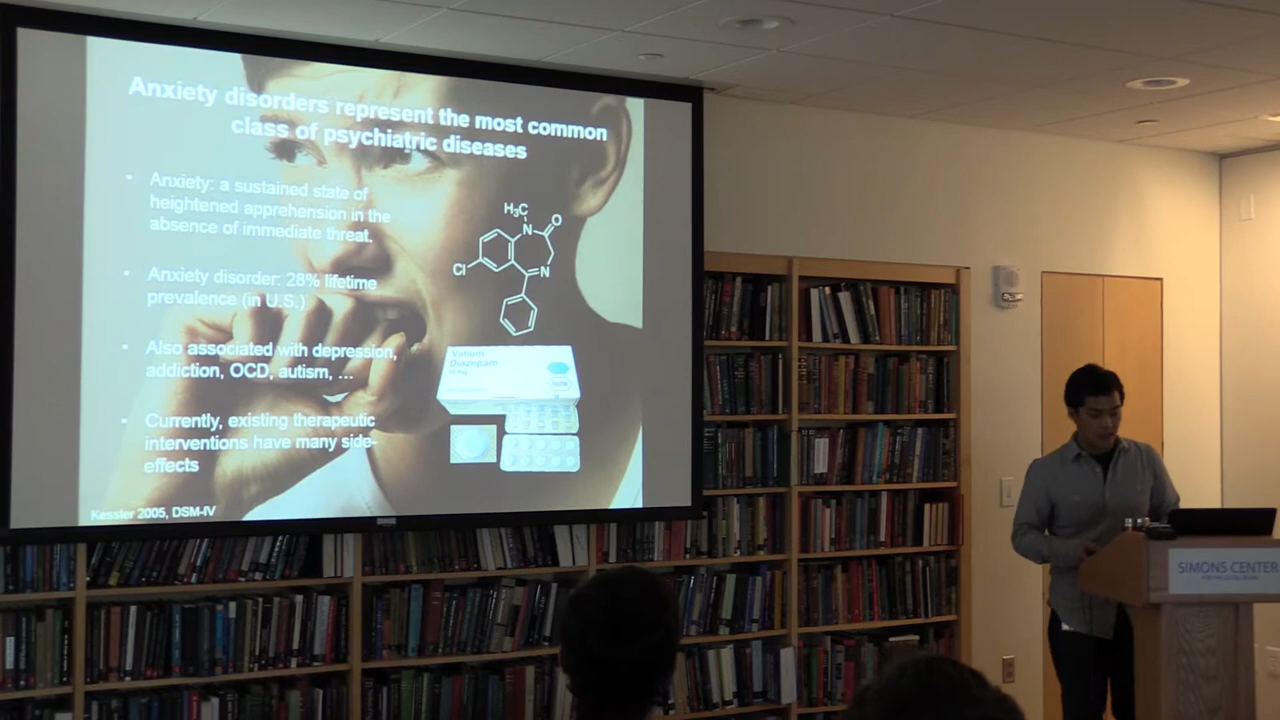 Anxiety disorders represent the most common
class of psychiatric diseases
• Anxiety: a sustained state of
heightened apprehension in the
absence of immediate threat.
• Anxiety disorder: 28% lifetime
prevalence (in U.S.)
• Also associated with depression,
addiction, OCD, autism, ...
• Currently, existing therapeutic
interventions have many side-
effects
Kessler 2005, DSM-IV
H₃C
N
O
Cl
N
Valium
Diazepam
SIMONS CENTER